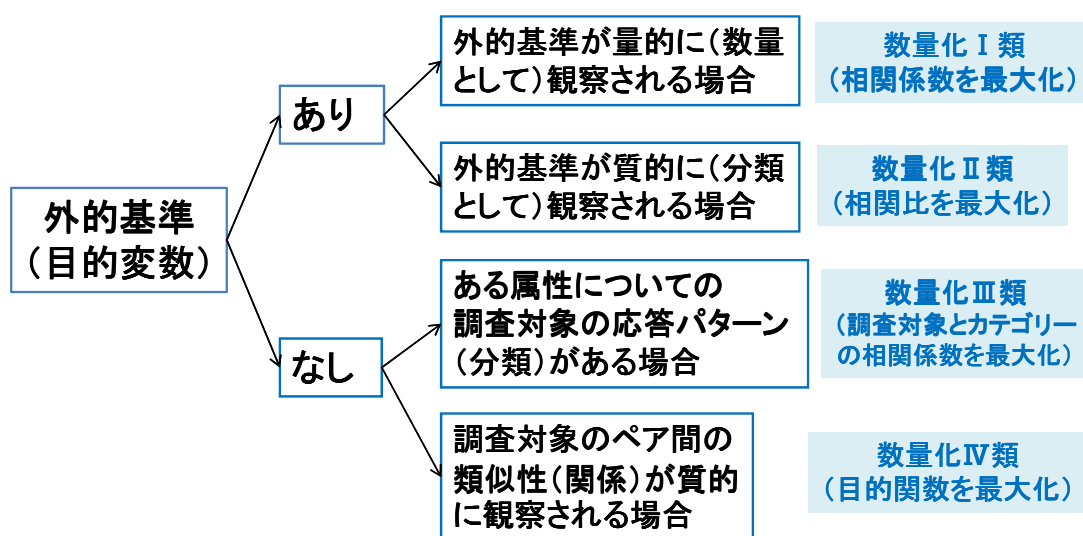 外的基準
（目的変数）
あり
なし
外的基準が量的に（数量
として）観察される場合
数量化Ⅰ類
（相関係数を最大化）
外的基準が質的に（分類
として）観察される場合
数量化Ⅱ類
（相関比を最大化）
ある属性についての
調査対象の応答パターン
（分類）がある場合
数量化Ⅲ類
（調査対象とカテゴリー
の相関係数を最大化）
調査対象のペア間の
類似性（関係）が質的
に観察される場合
数量化Ⅳ類
（目的関数を最大化）